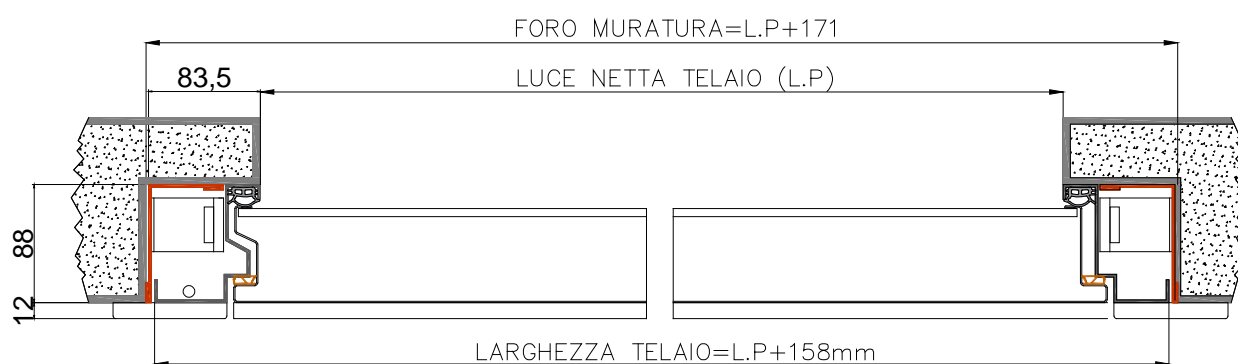 FORO MURATURA=L.P+171
83,5
LUCE NETTA TELAIO (L.P)
88
12
LARGHEZZA TELAIO=L.P+158mm